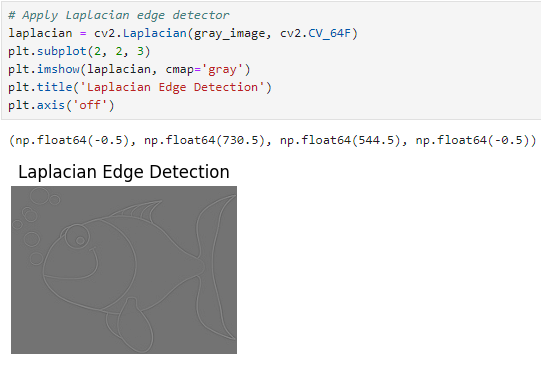 # Apply Laplacian edge detector
laplacian = cv2.Laplacian(gray_image, cv2.CV_64F)
plt.subplot(2, 2, 3)
plt.imshow(laplacian, cmap='gray')
plt.title('Laplacian Edge Detection')
plt.axis('off')
(np.float64(-0.5), np.float64(730.5), np.float64(544.5), np.float64(-0.5))
Laplacian Edge Detection